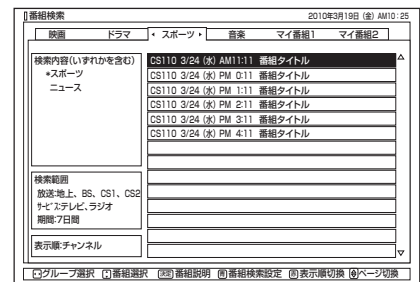 番組検索 2010年3月19日 (金) AM10:25
映画 ドラマ スポーツ 音楽 マイ番組1 マイ番組2
検索内容(いずれかを含む)
*スポーツ
ニュース
CS110 3/24 (水) AM11:11 番組タイトル
CS110 3/24 (水) PM 0:11 番組タイトル
CS110 3/24 (水) PM 1:11 番組タイトル
CS110 3/24 (水) PM 2:11 番組タイトル
CS110 3/24 (水) PM 3:11 番組タイトル
CS110 3/24 (水) PM 4:11 番組タイトル
検索範囲
放送:地上、BS、CS1、CS2
サービス:テレビ、ラジオ
期間:7日間
表示順:チャンネル
グループ選択 番組選択 決定 番組説明 青 番組検索設定 赤 表示順切換 ページ切換